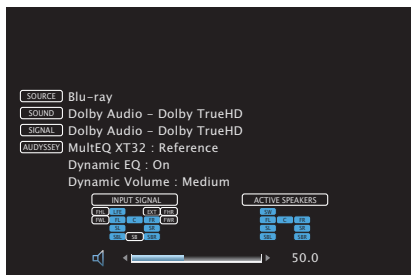 SOURCE Blu-ray
SOUND Dolby Audio - Dolby TrueHD
SIGNAL Dolby Audio - Dolby TrueHD
AUDYSSEY MultEQ XT32 : Reference
Dynamic EQ : On
Dynamic Volume : Medium
INPUT SIGNAL ACTIVE SPEAKERS
FHL LFE EXT FHR SW
FWL FL C FR FWR FL C FR
SL SR SL SR
SBL SB SBR SBL SBR
50.0